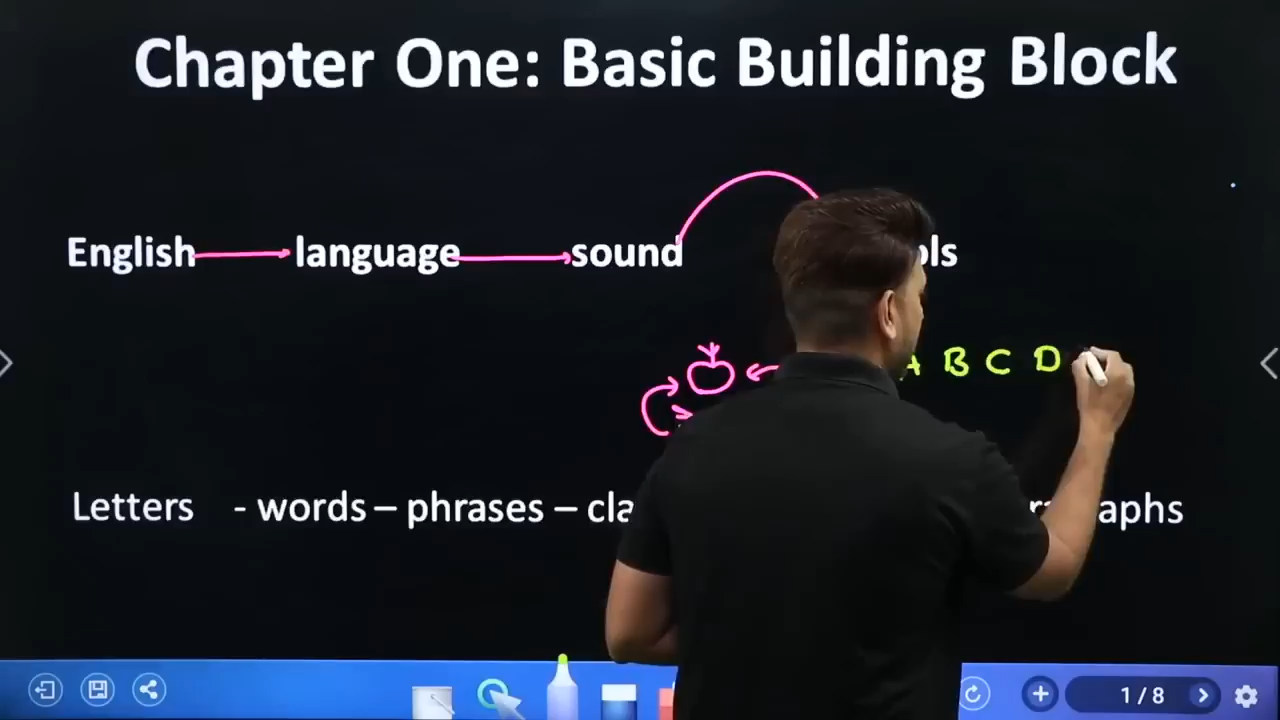 Chapter One: Basic Building Block
English language sound
A B C D
Letters - words – phrases –
1 / 8